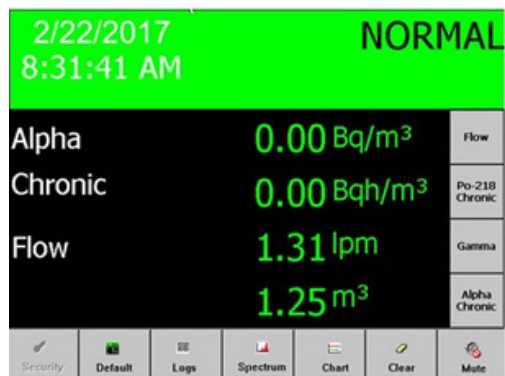 2/22/2017 NORMAL
8:31:41 AM
Alpha 0.00 Bq/m³ Flow
Chronic 0.00 Bqh/m³ Po-218
Chronic
Flow 1.31 lpm Gamma
1.25 m³ Alpha
Chronic
Security Default Logs Spectrum Chart Clear Mute